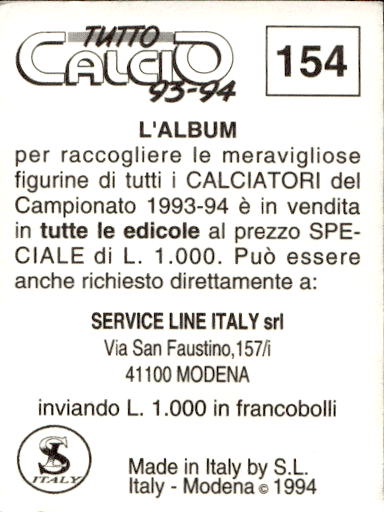 TUTTO
CALCIO
93-94
154
L'ALBUM
per raccogliere le meravigliose
figurine di tutti i CALCIATORI del
Campionato 1993-94 è in vendita
in tutte le edicole al prezzo SPE-
CIALE di L. 1.000. Può essere
anche richiesto direttamente a:
SERVICE LINE ITALY srl
Via San Faustino,157/i
41100 MODENA
inviando L. 1.000 in francobolli
SL
ITALY
Made in Italy by S.L.
Italy - Modena © 1994